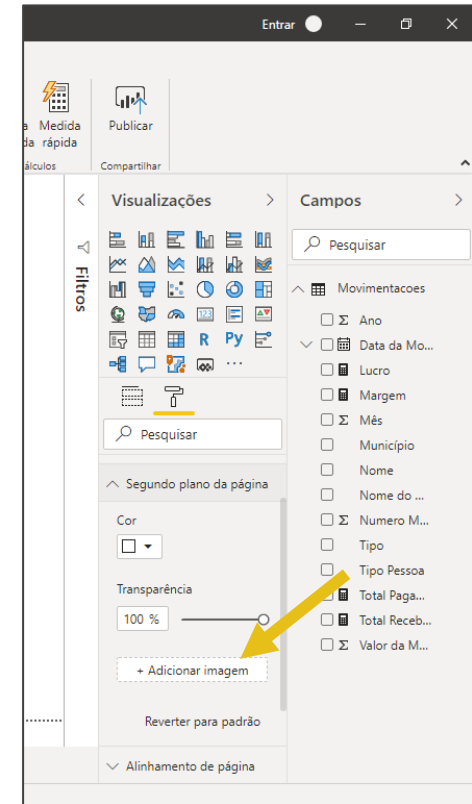 Entrar
a Medida
da rápida
Publicar
álculos
Compartilhar
Filtros
Visualizações
123
R Py
Pesquisar
Segundo plano da página
Cor
Transparência
100 %
+ Adicionar imagem
Reverter para padrão
Alinhamento de página
Campos
Pesquisar
Movimentacoes
Σ Ano
Data da Mo...
Lucro
Margem
Σ Mês
Município
Nome
Nome do ...
Σ Numero M...
Tipo
Tipo Pessoa
Total Paga...
Total Receb...
Σ Valor da M...